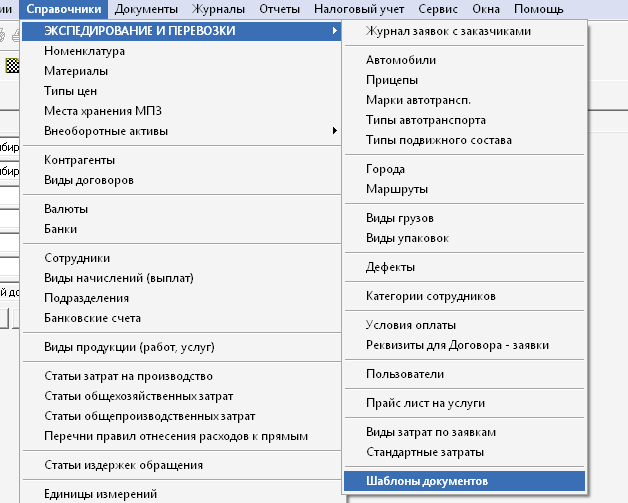 ии Справочники Документы Журналы Отчеты Налоговый учет Сервис Окна Помощь
ЭКСПЕДИРОВАНИЕ И ПЕРЕВОЗКИ
Номенклатура
Материалы
Типы цен
Места хранения МПЗ
Внеоборотные активы
Контрагенты
Виды договоров
Валюты
Банки
Сотрудники
Виды начислений (выплат)
Подразделения
Банковские счета
Виды продукции (работ, услуг)
Статьи затрат на производство
Статьи общехозяйственных затрат
Статьи общепроизводственных затрат
Перечни правил отнесения расходов к прямым
Статьи издержек обращения
Единицы измерений
Журнал заявок с заказчиками
Автомобили
Прицепы
Марки автотрансп.
Типы автотранспорта
Типы подвижного состава
Города
Маршруты
Виды грузов
Виды упаковок
Дефекты
Категории сотрудников
Условия оплаты
Реквизиты для Договора - заявки
Пользователи
Прайс лист на услуги
Виды затрат по заявкам
Стандартные затраты
Шаблоны документов